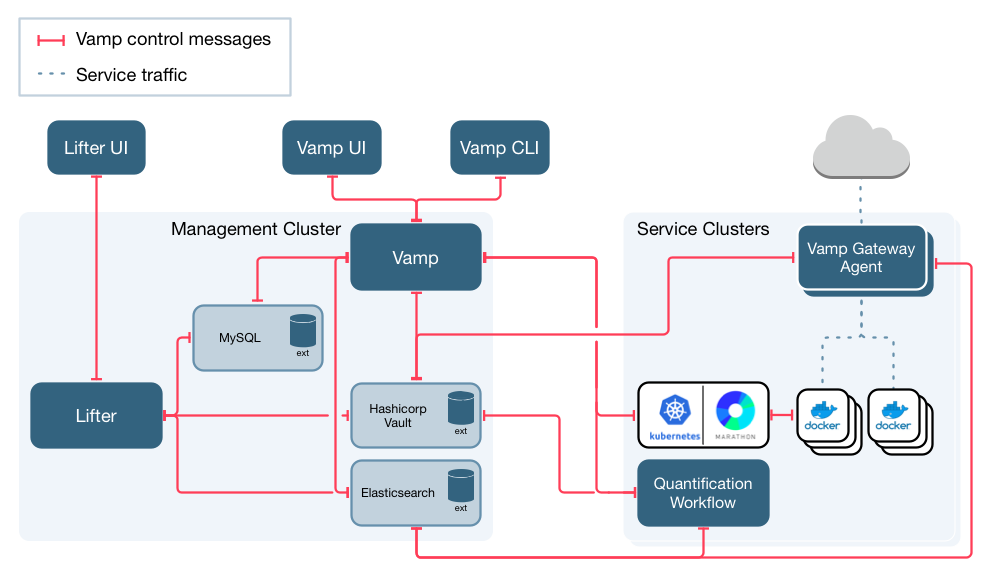 Vamp control messages
Service traffic
Lifter UI
Vamp UI
Vamp CLI
Management Cluster
Service Clusters
Vamp
Vamp Gateway
Agent
MySQL
ext
Lifter
Hashicorp
Vault
ext
kubernetes
MARATHON
docker
docker
Elasticsearch
ext
Quantification
Workflow